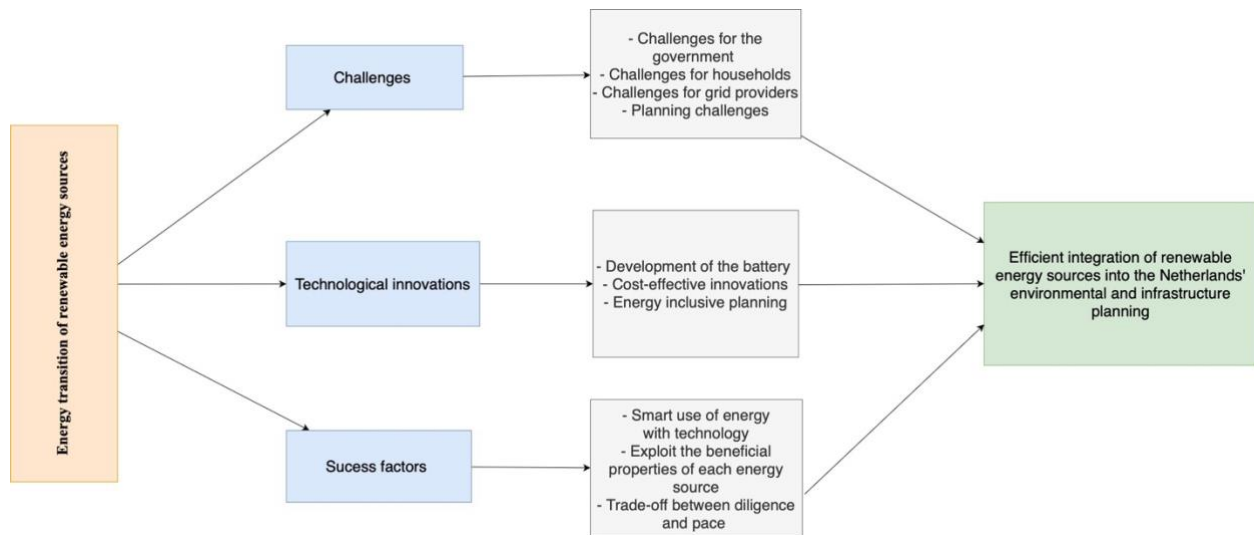 Energy transition of renewable energy sources
Challenges
- Challenges for the
government
- Challenges for households
- Challenges for grid providers
- Planning challenges
Technological innovations
- Development of the battery
- Cost-effective innovations
- Energy inclusive planning
Sucess factors
- Smart use of energy
with technology
- Exploit the beneficial
properties of each energy
source
- Trade-off between diligence
and pace
Efficient integration of renewable
energy sources into the Netherlands'
environmental and infrastructure
planning